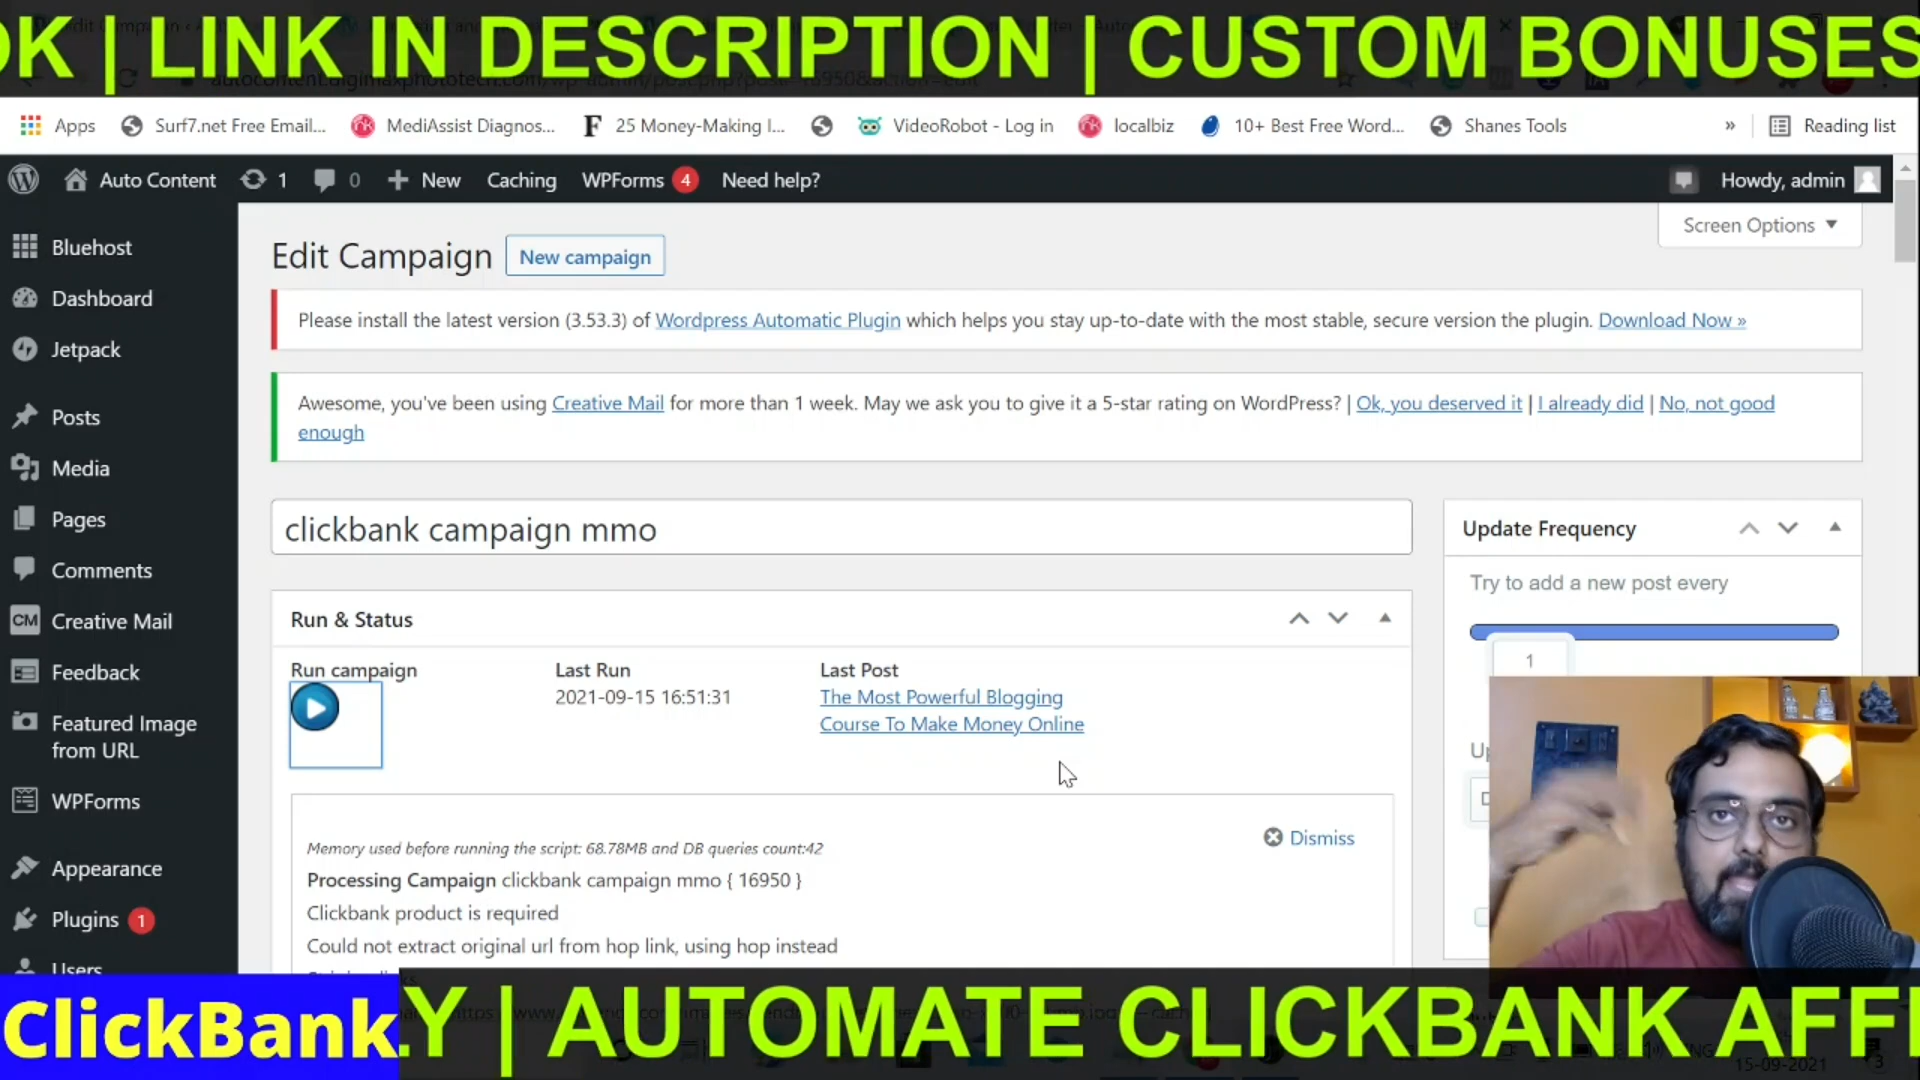 OK | LINK IN DESCRIPTION | CUSTOM BONUSES
Apps
Surf7.net Free Email...
MediAssist Diagnos...
F 25 Money-Making I...
VideoRobot - Log in
localbiz
10+ Best Free Word...
Shanes Tools
»
Reading list
Auto Content
1
0
+ New
Caching
WPForms 4
Need help?
Howdy, admin
Screen Options
Bluehost
Dashboard
Jetpack
Posts
Media
Pages
Comments
CM Creative Mail
Feedback
Featured Image
from URL
WPForms
Appearance
Plugins 1
Users
Edit Campaign
New campaign
Please install the latest version (3.53.3) of Wordpress Automatic Plugin which helps you stay up-to-date with the most stable, secure version the plugin. Download Now »
Awesome, you've been using Creative Mail for more than 1 week. May we ask you to give it a 5-star rating on WordPress? | Ok, you deserved it | I already did | No, not good
enough
clickbank campaign mmo
Run & Status
Run campaign
Last Run
2021-09-15 16:51:31
Last Post
The Most Powerful Blogging
Course To Make Money Online
Dismiss
Memory used before running the script: 68.78MB and DB queries count:42
Processing Campaign clickbank campaign mmo { 16950 }
Clickbank product is required
Could not extract original url from hop link, using hop instead
Update Frequency
Try to add a new post every
1
ClickBank
Y | AUTOMATE CLICKBANK AFFI
15-09-2021
3